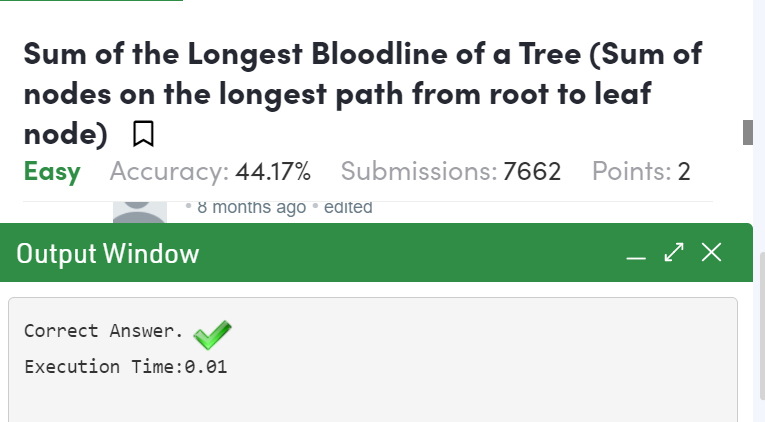 Sum of the Longest Bloodline of a Tree (Sum of
nodes on the longest path from root to leaf
node)
Easy Accuracy: 44.17% Submissions: 7662 Points: 2
• 8 months ago • edited
Output Window
Correct Answer.
Execution Time:0.01